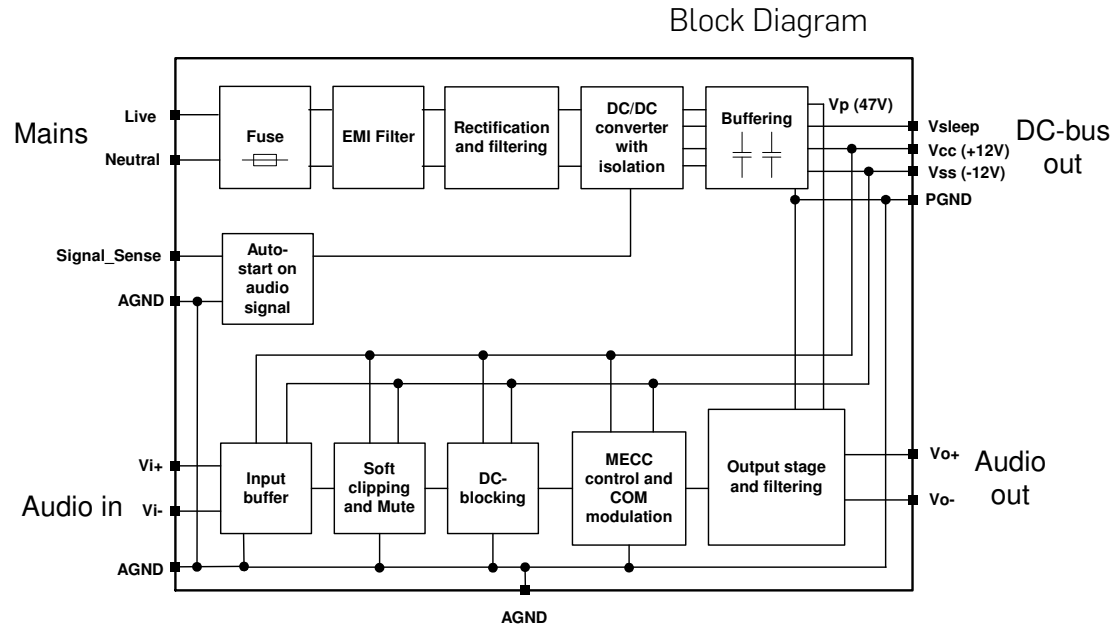 Block Diagram
Mains
Live
Neutral
Fuse
EMI Filter
Rectification
and filtering
DC/DC
converter
with
isolation
Buffering
Vp (47V)
Vsleep
Vcc (+12V)
Vss (-12V)
PGND
DC-bus
out
Signal_Sense
AGND
Auto-
start on
audio
signal
Audio in
Vi+
Vi-
AGND
Input
buffer
Soft
clipping
and Mute
DC-
blocking
MECC
control and
COM
modulation
Output stage
and filtering
Vo+
Vo-
Audio
out
AGND